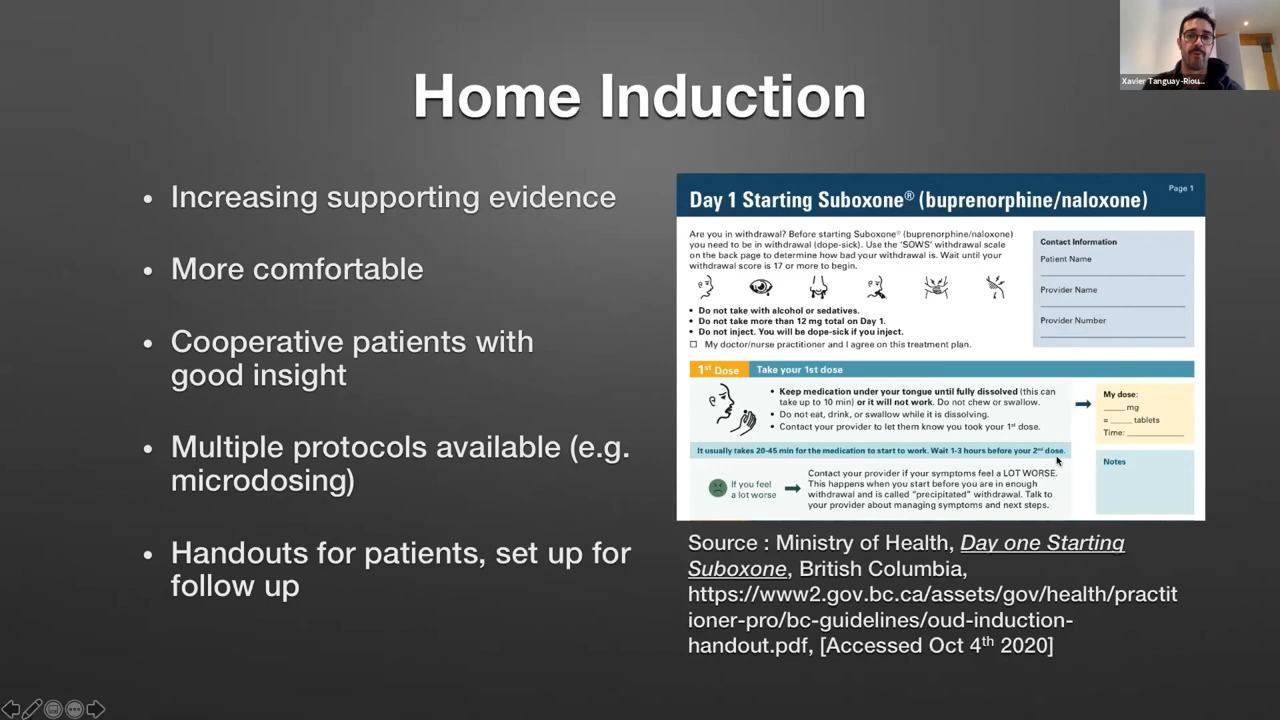 Xavier Tanguay-Riou...
Home Induction
• Increasing supporting evidence
• More comfortable
• Cooperative patients with
good insight
• Multiple protocols available (e.g.
microdosing)
• Handouts for patients, set up for
follow up
Page 1
Day 1 Starting Suboxone® (buprenorphine/naloxone)
Are you in withdrawal? Before starting Suboxone® (buprenorphine/naloxone)
you need to be in withdrawal (dope-sick). Use the ‘SOWS’ withdrawal scale
on the back page to determine how bad your withdrawal is. Wait until your
withdrawal score is 17 or more to begin.
• Do not take with alcohol or sedatives.
• Do not take more than 12 mg total on Day 1.
• Do not inject. You will be dope-sick if you inject.
☐ My doctor/nurse practitioner and I agree on this treatment plan.
Contact Information
Patient Name
Provider Name
Provider Number
1st Dose Take your 1st dose
• Keep medication under your tongue until fully dissolved (this can
take up to 10 min) or it will not work. Do not chew or swallow.
• Do not eat, drink, or swallow while it is dissolving.
• Contact your provider to let them know you took your 1st dose.
My dose:
_____ mg
= _____ tablets
Time: _____________
It usually takes 20-45 min for the medication to start to work. Wait 1-3 hours before your 2nd dose.
If you feel
a lot worse
Contact your provider if your symptoms feel a LOT WORSE.
This happens when you start before you are in enough
withdrawal and is called “precipitated” withdrawal. Talk to
your provider about managing symptoms and next steps.
Notes
Source : Ministry of Health, Day one Starting
Suboxone, British Columbia,
https://www2.gov.bc.ca/assets/gov/health/practit
ioner-pro/bc-guidelines/oud-induction-
handout.pdf, [Accessed Oct 4th 2020]